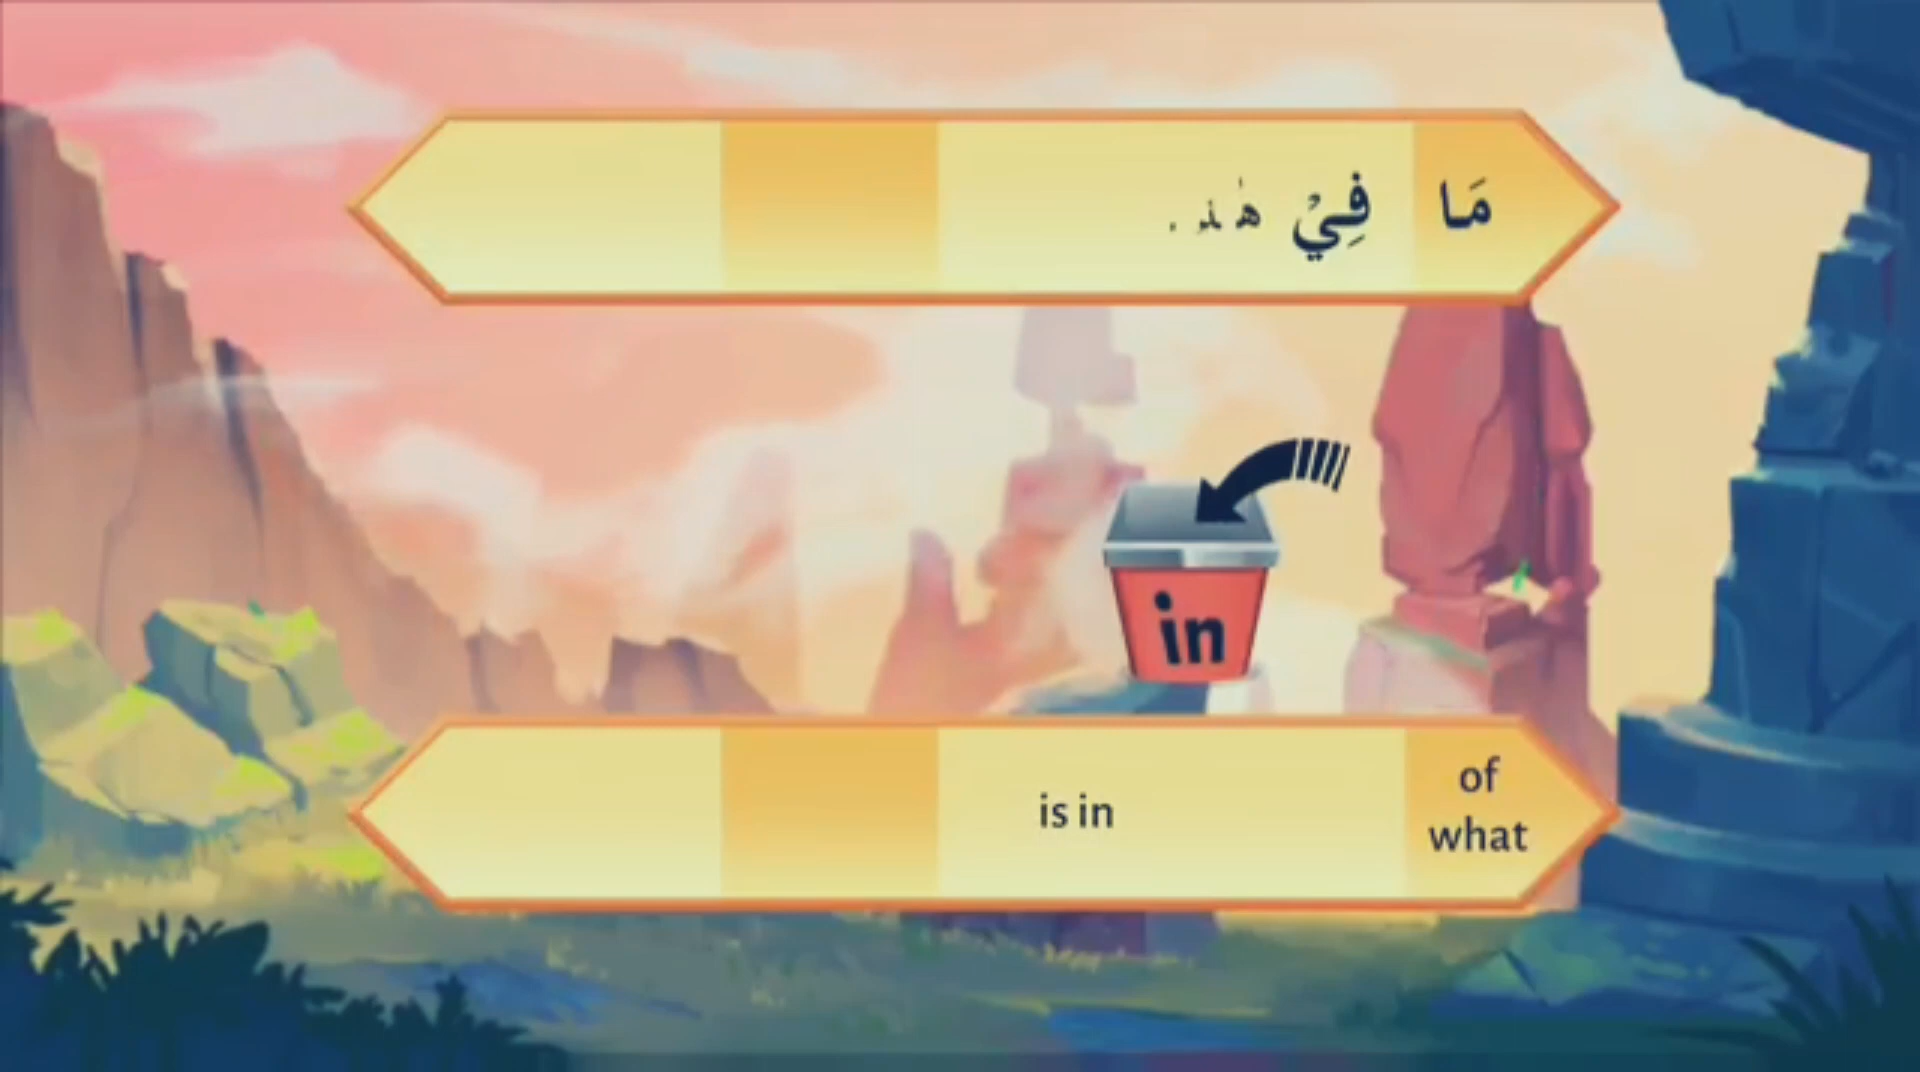 مَا فِيْ
in
is in
of
what